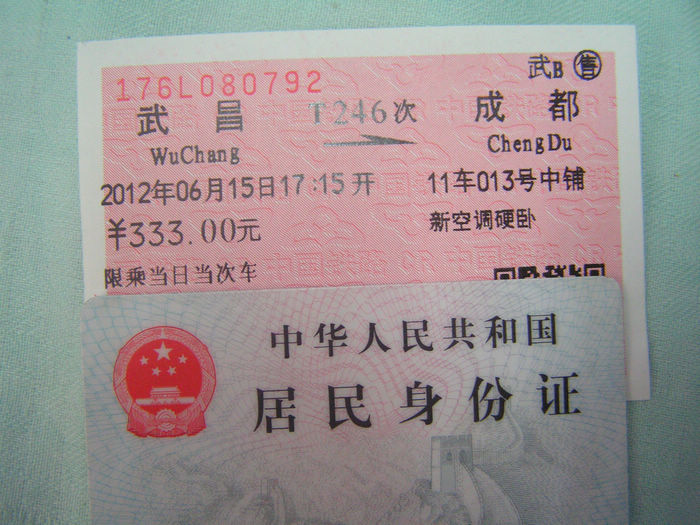 176L080792
武B 售
武昌 T246次 成都
WuChang ChengDu
2012年06月15日17:15开 11车013号中铺
¥333.00元 新空调硬卧
限乘当日当次车
中华人民共和国
居民身份证